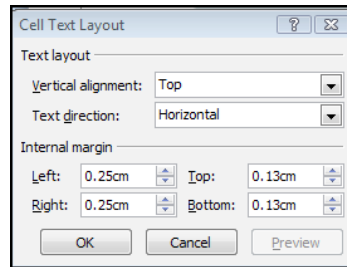 Cell Text Layout
Text layout
Vertical alignment: Top
Text direction: Horizontal
Internal margin
Left: 0.25cm Top: 0.13cm
Right: 0.25cm Bottom: 0.13cm
OK Cancel Preview